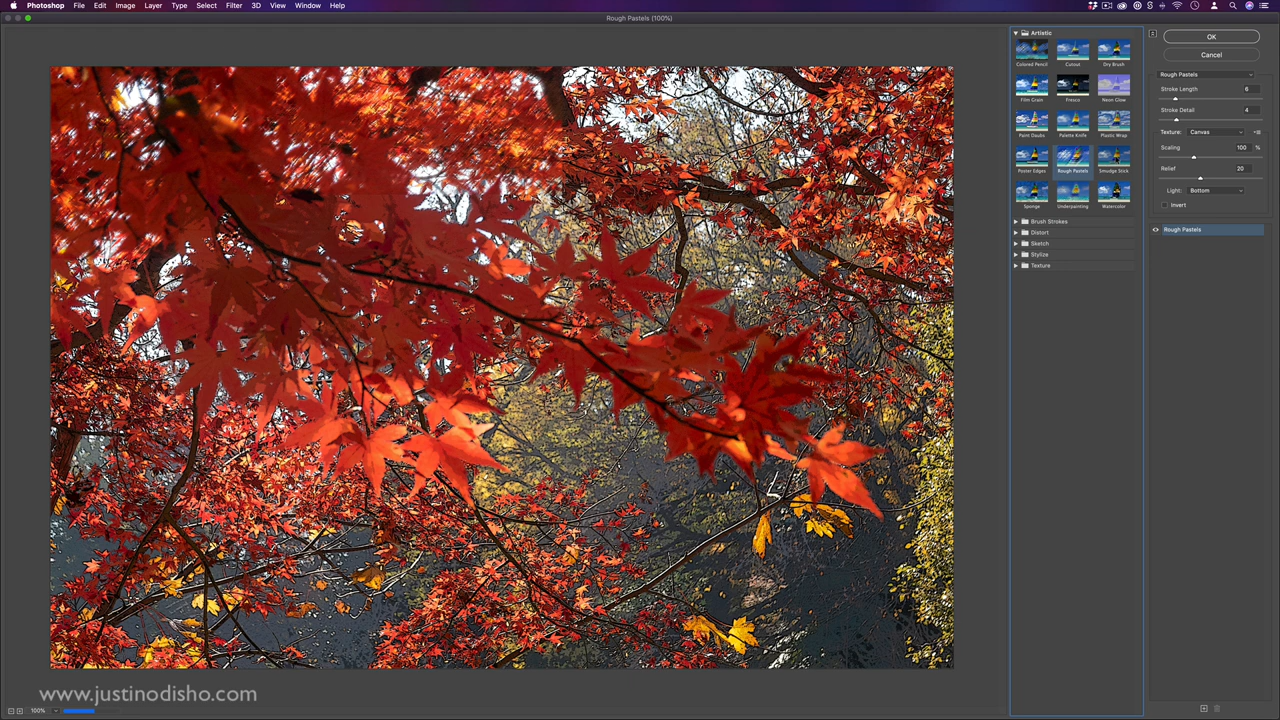 Photoshop File Edit Image Layer Type Select Filter 3D View Window Help
Rough Pastels (100%)
Artistic
Colored Pencil Cutout Dry Brush
Film Grain Fresco Neon Glow
Paint Daubs Palette Knife Plastic Wrap
Poster Edges Rough Pastels Smudge Stick
Sponge Underpainting Watercolor
Brush Strokes
Distort
Sketch
Stylize
Texture
OK
Cancel
Rough Pastels
Stroke Length 6
Stroke Detail 4
Texture: Canvas
Scaling 100 %
Relief 20
Light: Bottom
Invert
Rough Pastels
www.justinodisho.com
100%